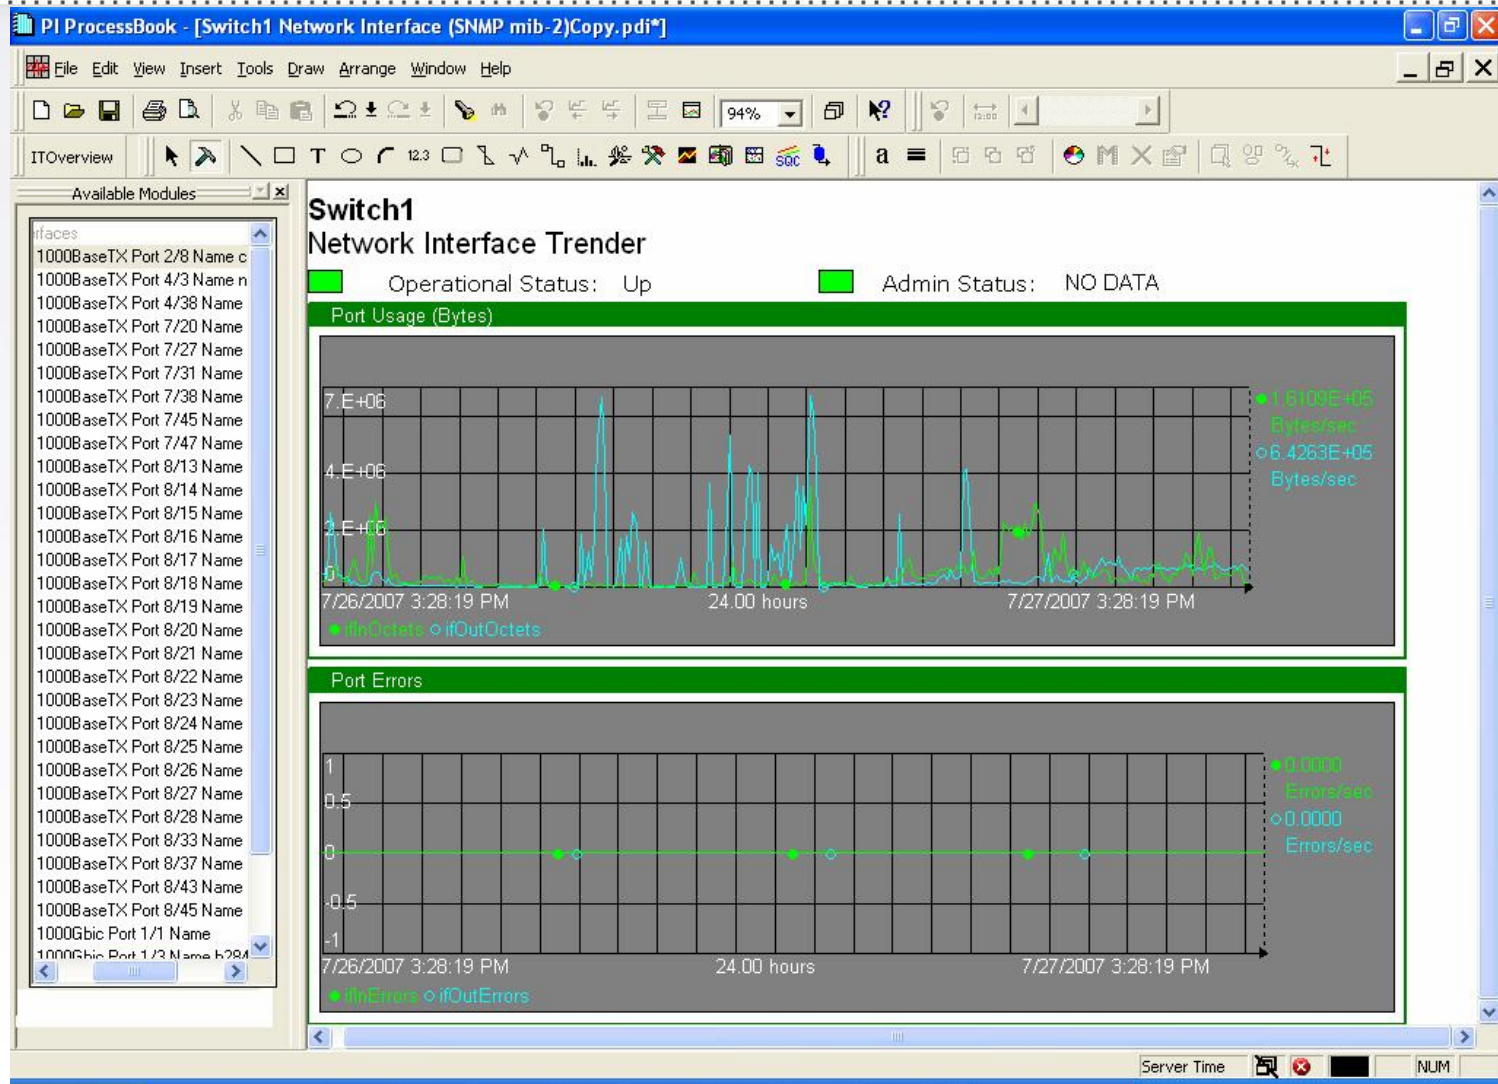 PI ProcessBook - [Switch1 Network Interface (SNMP mib-2)Copy.pdi*]
File Edit View Insert Tools Draw Arrange Window Help
94%
ITOverview
Available Modules
rfaces
1000BaseTX Port 2/8 Name c
1000BaseTX Port 4/3 Name n
1000BaseTX Port 4/38 Name
1000BaseTX Port 7/20 Name
1000BaseTX Port 7/27 Name
1000BaseTX Port 7/31 Name
1000BaseTX Port 7/38 Name
1000BaseTX Port 7/45 Name
1000BaseTX Port 7/47 Name
1000BaseTX Port 8/13 Name
1000BaseTX Port 8/14 Name
1000BaseTX Port 8/15 Name
1000BaseTX Port 8/16 Name
1000BaseTX Port 8/17 Name
1000BaseTX Port 8/18 Name
1000BaseTX Port 8/19 Name
1000BaseTX Port 8/20 Name
1000BaseTX Port 8/21 Name
1000BaseTX Port 8/22 Name
1000BaseTX Port 8/23 Name
1000BaseTX Port 8/24 Name
1000BaseTX Port 8/25 Name
1000BaseTX Port 8/26 Name
1000BaseTX Port 8/27 Name
1000BaseTX Port 8/28 Name
1000BaseTX Port 8/33 Name
1000BaseTX Port 8/37 Name
1000BaseTX Port 8/43 Name
1000BaseTX Port 8/45 Name
1000Gbic Port 1/1 Name
1000Gbic Port 1/3 Name b284
Switch1
Network Interface Trender
Operational Status: Up Admin Status: NO DATA
Port Usage (Bytes)
7.E+06
4.E+06
2.E+06
0
1.6109E+05
Bytes/sec
6.4263E+05
Bytes/sec
7/26/2007 3:28:19 PM 24.00 hours 7/27/2007 3:28:19 PM
ifInOctets ifOutOctets
Port Errors
1
0.5
0
-0.5
-1
0.0000
Errors/sec
0.0000
Errors/sec
7/26/2007 3:28:19 PM 24.00 hours 7/27/2007 3:28:19 PM
ifInErrors ifOutErrors
Server Time NUM